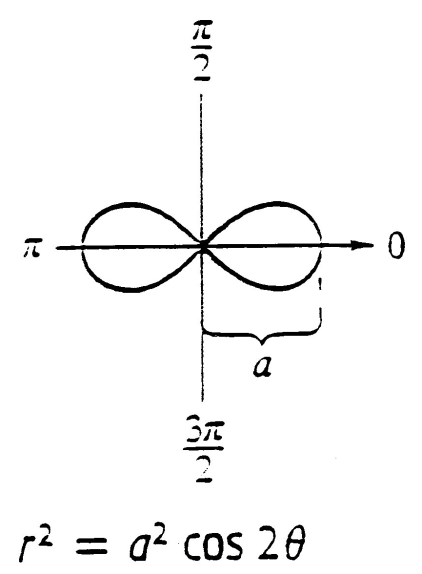 π/2
π
0
a
3π/2
r² = a² cos 2θ